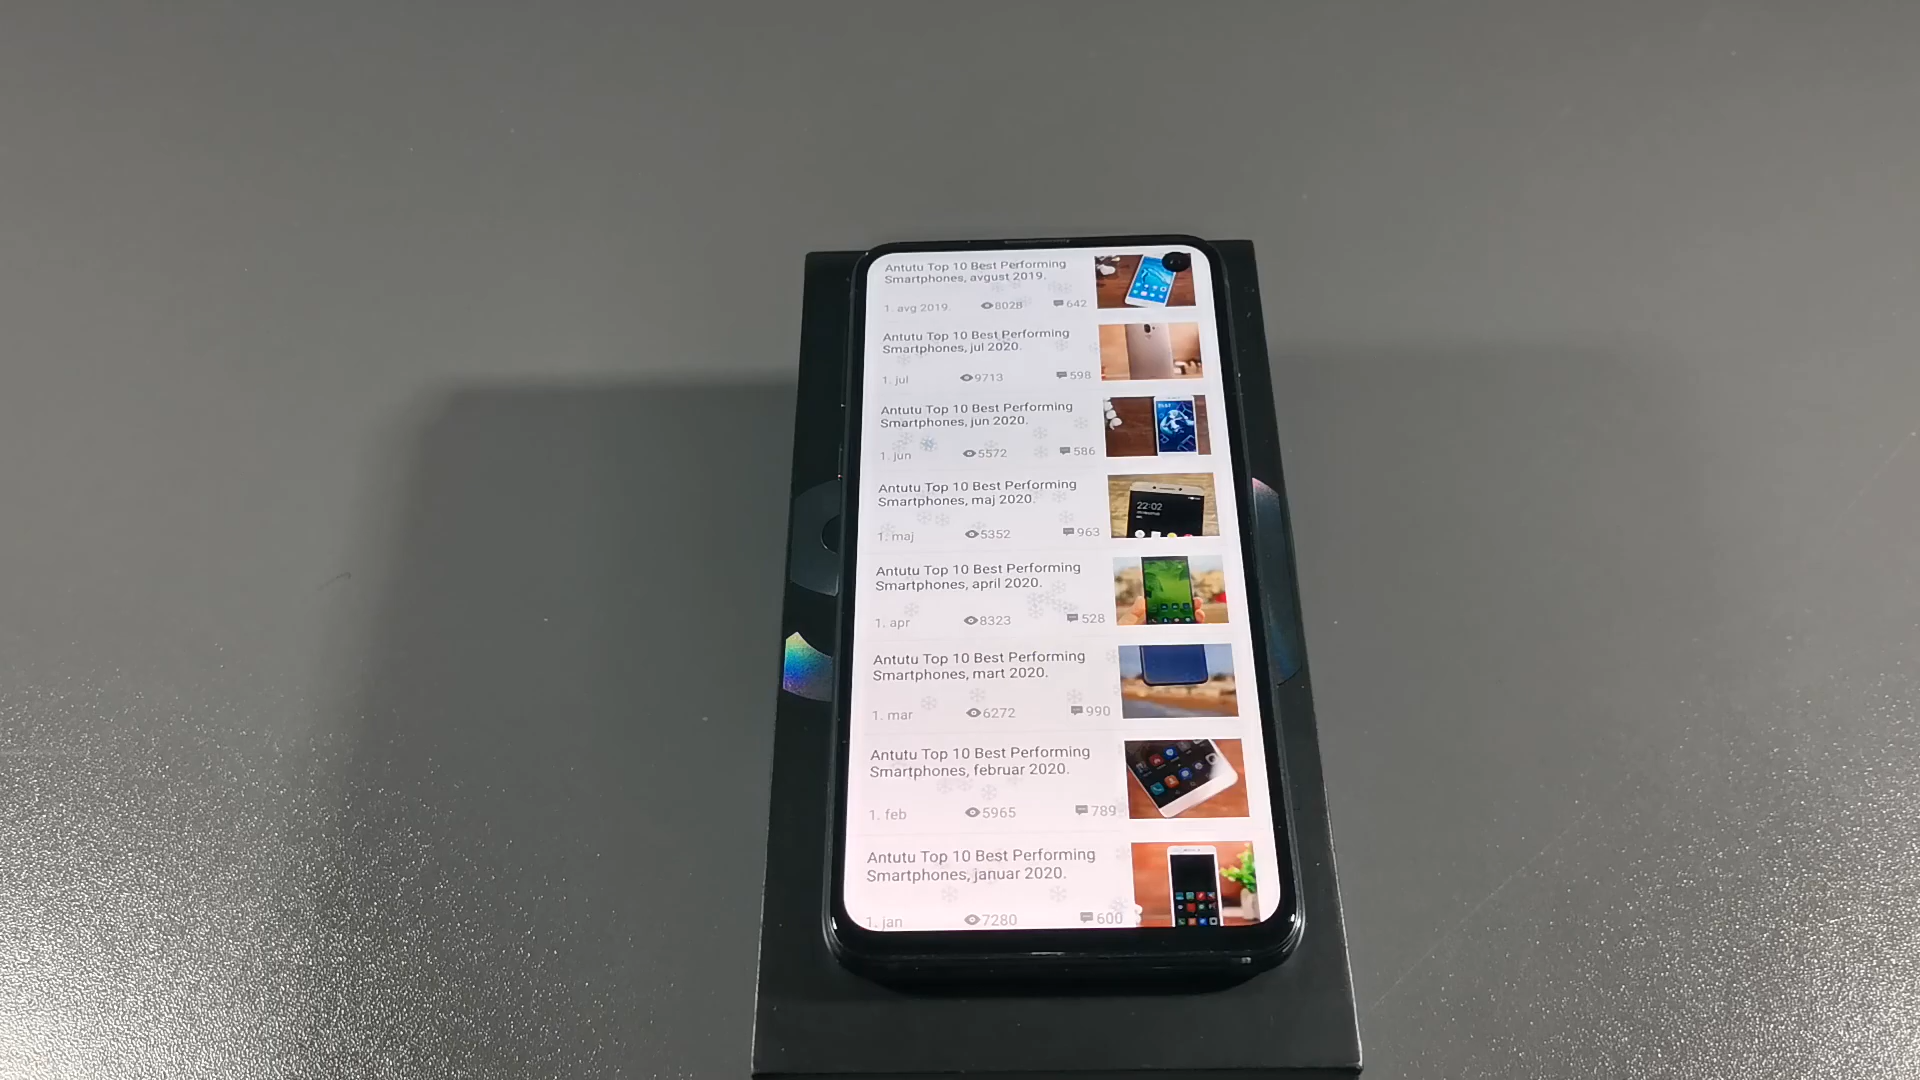 Antutu Top 10 Best Performing
Smartphones, avgust 2019.
1. avg 2019. 8028 642
Antutu Top 10 Best Performing
Smartphones, jul 2020.
1. jul 9713 598
Antutu Top 10 Best Performing
Smartphones, jun 2020.
1. jun 5572 586
Antutu Top 10 Best Performing
Smartphones, maj 2020.
1. maj 5352 963
22:02
Antutu Top 10 Best Performing
Smartphones, april 2020.
1. apr 8323 528
Antutu Top 10 Best Performing
Smartphones, mart 2020.
1. mar 6272 990
Antutu Top 10 Best Performing
Smartphones, februar 2020.
1. feb 5965 789
Antutu Top 10 Best Performing
Smartphones, januar 2020.
1. jan 7280 600